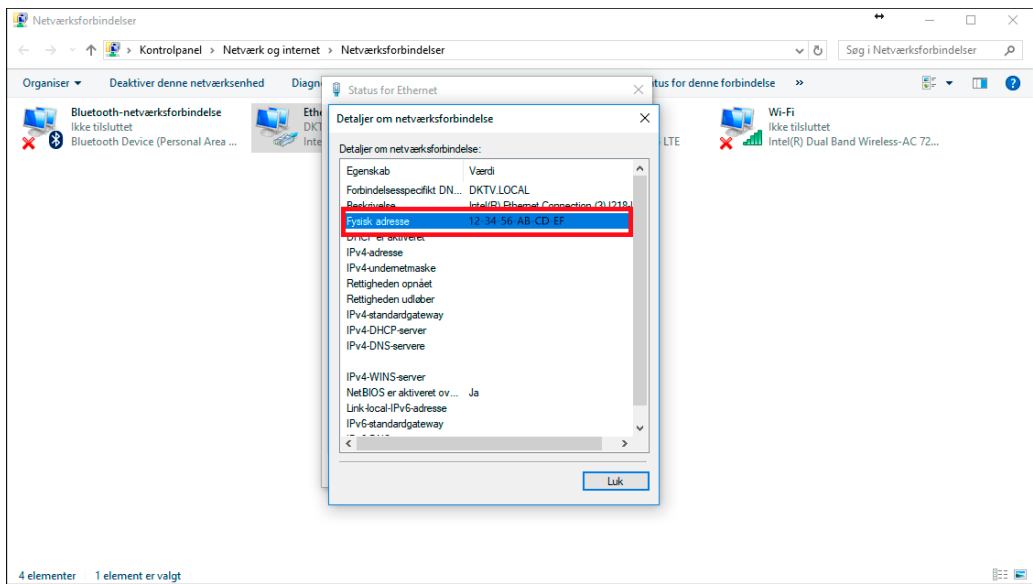 Netværksforbindelser
Kontrolpanel > Netværk og internet > Netværksforbindelser
Søg i Netværksforbindelser
Organiser
Deaktiver denne netværksenhed
Diagn
tus for denne forbindelse
»
Bluetooth-netværksforbindelse
Ikke tilsluttet
Bluetooth Device (Personal Area ...
Ethe
DKT
Inte
LTE
Wi-Fi
Ikke tilsluttet
Intel(R) Dual Band Wireless-AC 72...
Status for Ethernet
Detaljer om netværksforbindelse
Detaljer om netværksforbindelse:
Egenskab Værdi
Forbindelsesspecifikt DN... DKTV.LOCAL
Beskrivelse Intel(R) Ethernet Connection (3) I218-
Fysisk adresse 12-34-56-AB-CD-EF
DHCP er aktiveret
IPv4-adresse
IPv4-undernetmaske
Rettigheden opnået
Rettigheden udløber
IPv4-standardgateway
IPv4-DHCP-server
IPv4-DNS-servere
IPv4-WINS-server
NetBIOS er aktiveret ov... Ja
Link-local-IPv6-adresse
IPv6-standardgateway
Luk
4 elementer 1 element er valgt